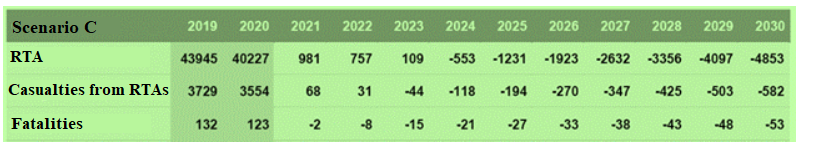 Scenario C 2019 2020 2021 2022 2023 2024 2025 2026 2027 2028 2029 2030
RTA 43945 40227 981 757 109 -553 -1231 -1923 -2632 -3356 -4097 -4853
Casualties from RTAs 3729 3554 68 31 -44 -118 -194 -270 -347 -425 -503 -582
Fatalities 132 123 -2 -8 -15 -21 -27 -33 -38 -43 -48 -53